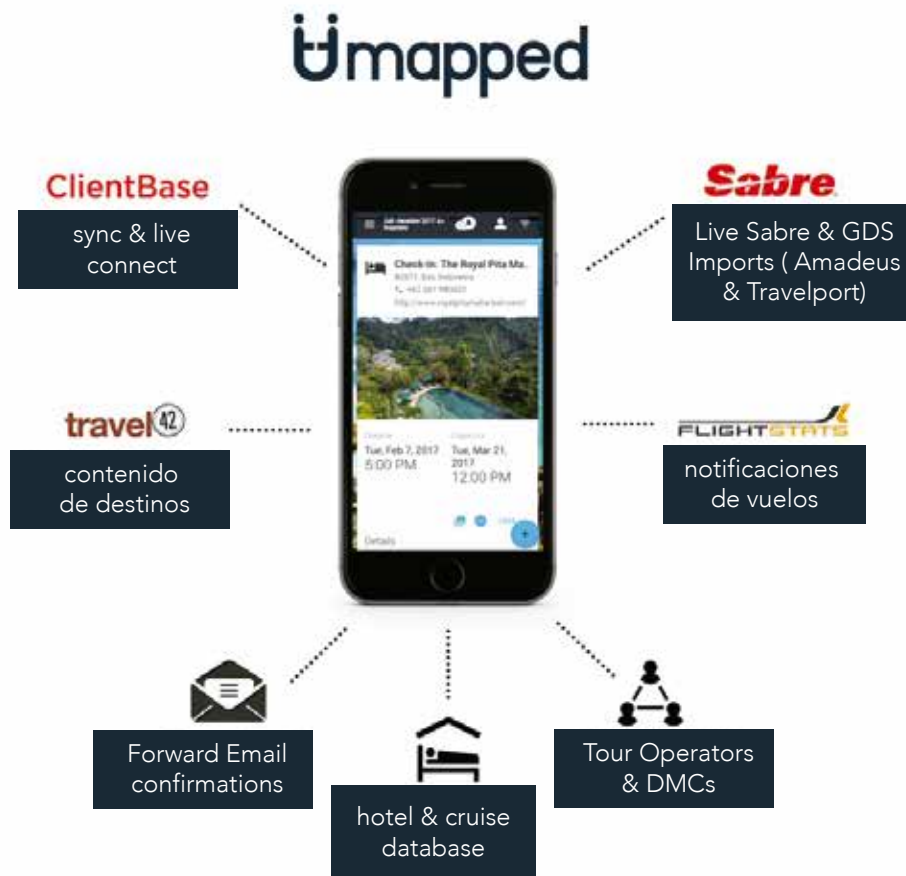 Umapped
ClientBase
sync & live
connect
Sabre
Live Sabre & GDS
Imports ( Amadeus
& Travelport)
Check-in: The Royal Pita Ma..
travel42
contenido
de destinos
FLIGHTSTATS
notificaciones
de vuelos
Tue, Feb 7, 2017
5:00 PM
Tue, Mar 21,
2017
12:00 PM
Details
Forward Email
confirmations
hotel & cruise
database
Tour Operators
& DMCs